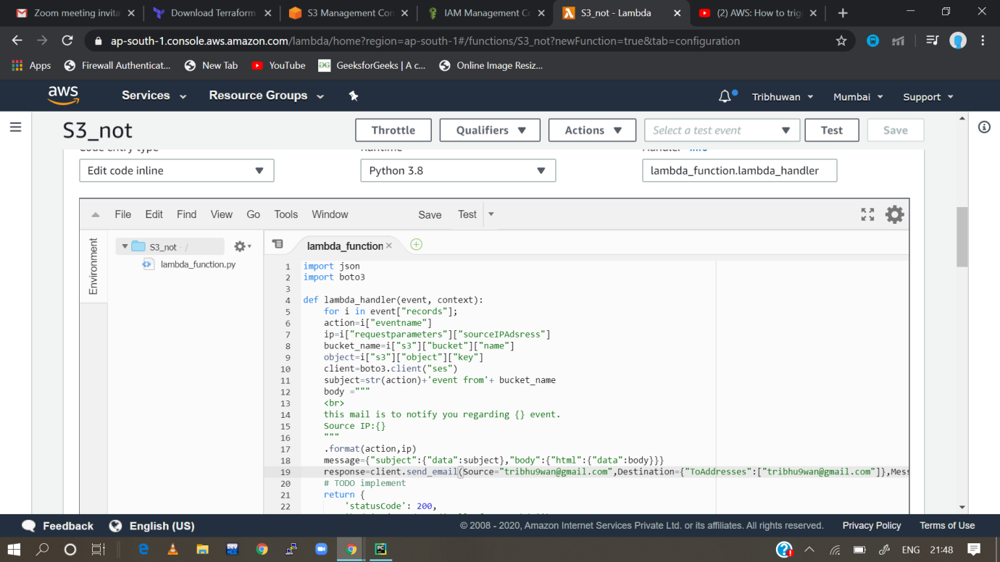 Zoom meeting invita
Download Terraform
S3 Management Con
IAM Management Co
S3_not - Lambda
(2) AWS: How to trig
ap-south-1.console.aws.amazon.com/lambda/home?region=ap-south-1#/functions/S3_not?newFunction=true&tab=configuration
Apps
Firewall Authenticat...
New Tab
YouTube
GeeksforGeeks | A c...
Online Image Resiz...
aws
Services
Resource Groups
Tribhuwan
Mumbai
Support
S3_not
Throttle
Qualifiers
Actions
Select a test event
Test
Save
Code entry type
Runtime
Handler Info
Edit code inline
Python 3.8
lambda_function.lambda_handler
File Edit Find View Go Tools Window Save Test
Environment
S3_not - /
lambda_function.py
lambda_function
1 import json
2 import boto3
3
4 def lambda_handler(event, context):
5 for i in event["records"];
6 action=i["eventname"]
7 ip=i["requestparameters"]["sourceIPAdsress"]
8 bucket_name=i["s3"]["bucket"]["name"]
9 object=i["s3"]["object"]["key"]
10 client=boto3.client("ses")
11 subject=str(action)+'event from'+ bucket_name
12 body ="""
13 <br>
14 this mail is to notify you regarding {} event.
15 Source IP:{}
16 """
17 .format(action,ip)
18 message={"subject":{"data":subject},"body":{"html":{"data":body}}}
19 response=client.send_email(Source="tribhu9wan@gmail.com",Destination={"ToAddresses":["tribhu9wan@gmail.com"]},Mess
20 # TODO implement
21 return {
22 'statusCode': 200,
Feedback
English (US)
© 2008 - 2020, Amazon Internet Services Private Ltd. or its affiliates. All rights reserved.
Privacy Policy
Terms of Use
ENG
21:48